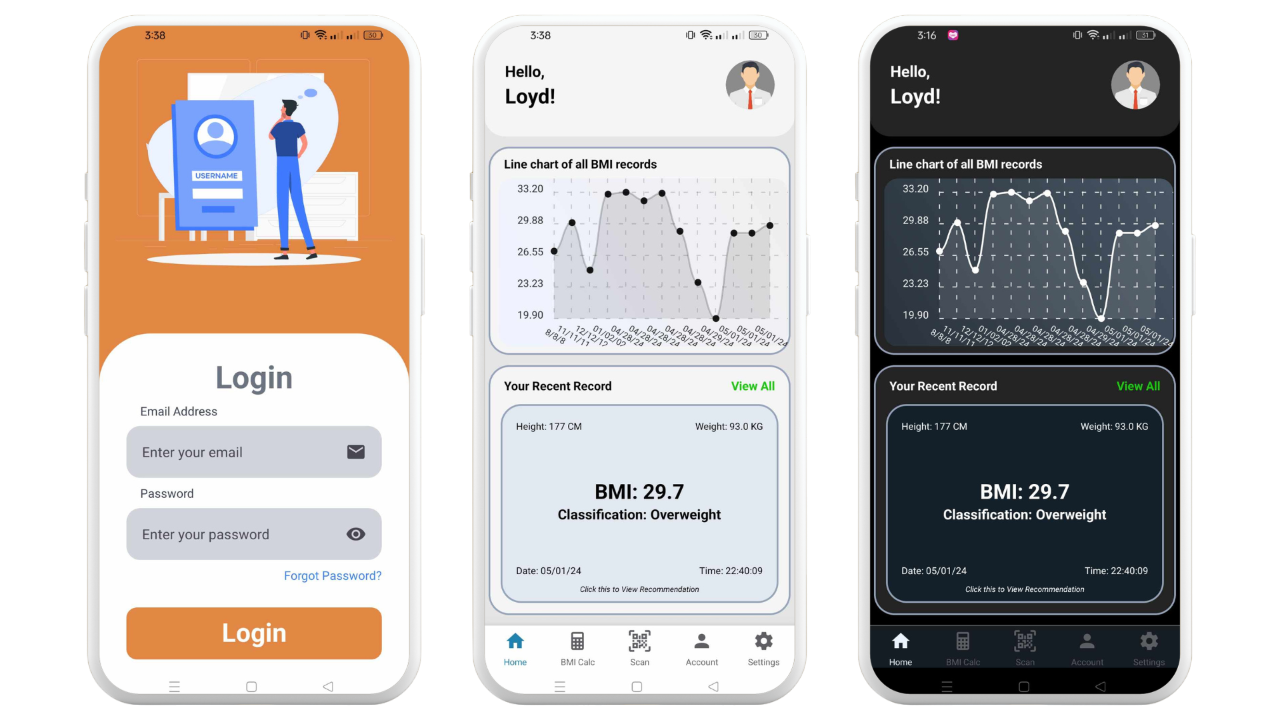 3:38
30
USERNAME
Login
Email Address
Enter your email
Password
Enter your password
Forgot Password?
Login
3:38
30
Hello,
Loyd!
Line chart of all BMI records
33.20
29.88
26.55
23.23
19.90
8/8/8
11/11/11
12/12/12
01/02/02
04/28/24
04/28/24
04/28/24
04/28/24
04/28/24
04/29/24
05/01/24
05/01/24
05/01/24
Your Recent Record
View All
Height: 177 CM
Weight: 93.0 KG
BMI: 29.7
Classification: Overweight
Date: 05/01/24
Time: 22:40:09
Click this to View Recommendation
Home
BMI Calc
Scan
Account
Settings
3:16
31
Hello,
Loyd!
Line chart of all BMI records
33.20
29.88
26.55
23.23
19.90
8/8/8
11/11/11
12/12/12
01/02/02
04/28/24
04/28/24
04/28/24
04/28/24
04/28/24
04/29/24
05/01/24
05/01/24
05/01/24
Your Recent Record
View All
Height: 177 CM
Weight: 93.0 KG
BMI: 29.7
Classification: Overweight
Date: 05/01/24
Time: 22:40:09
Click this to View Recommendation
Home
BMI Calc
Scan
Account
Settings